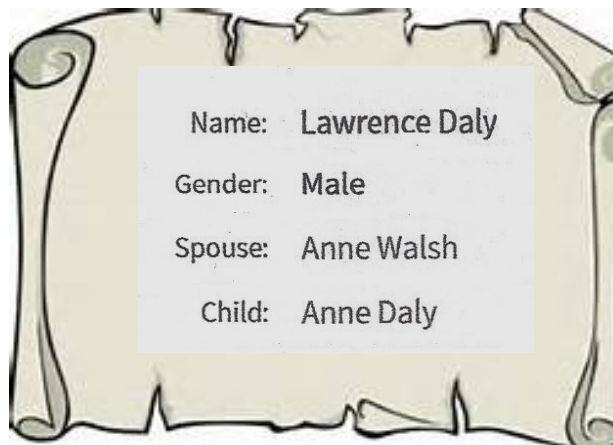 Name: Lawrence Daly
Gender: Male
Spouse: Anne Walsh
Child: Anne Daly